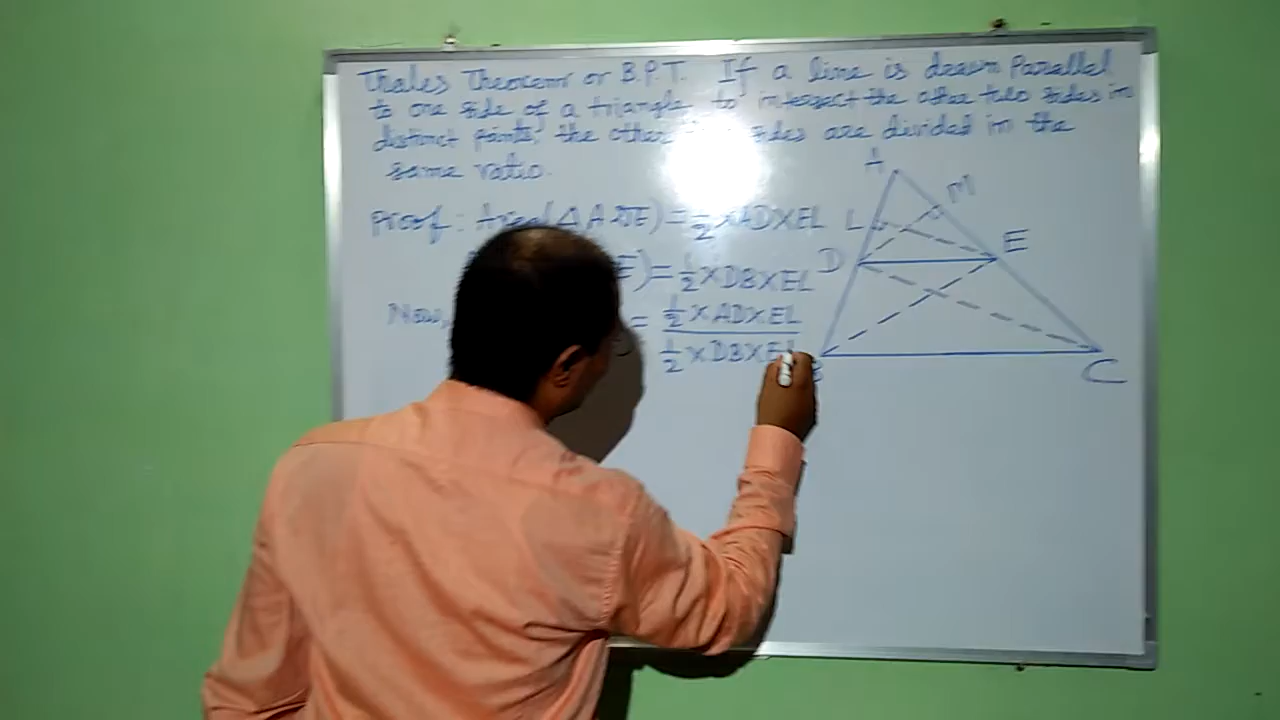 Thales Theorem or B.P.T. If a line is drawn Parallel
to one side of a triangle to intersect the other two sides in
distinct points, the other sides are divided in the
same ratio.
Proof: Area(△ADE) = 1/2 × AD × EL
E) = 1/2 × DB × EL
Now, = 1/2 × AD × EL
1/2 × DB × EL
A
M
L
E
D
B
C